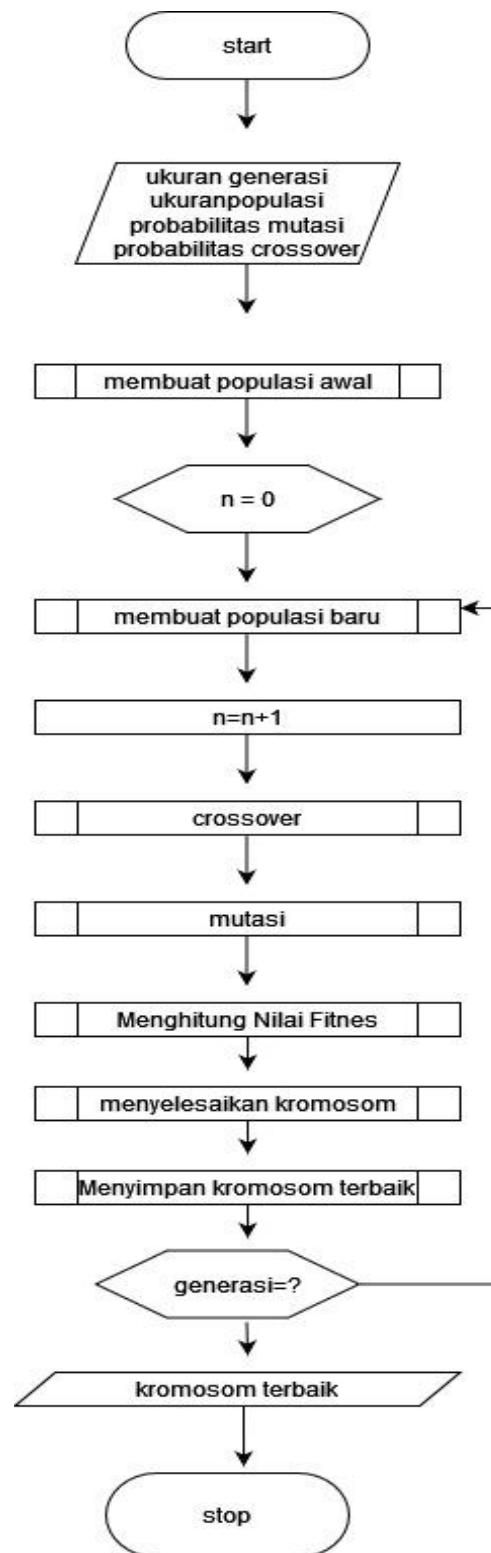 start
ukuran generasi
ukuranpopulasi
probabilitas mutasi
probabilitas crossover
membuat populasi awal
n = 0
membuat populasi baru
n=n+1
crossover
mutasi
Menghitung Nilai Fitnes
menyelesaikan kromosom
Menyimpan kromosom terbaik
generasi=?
kromosom terbaik
stop